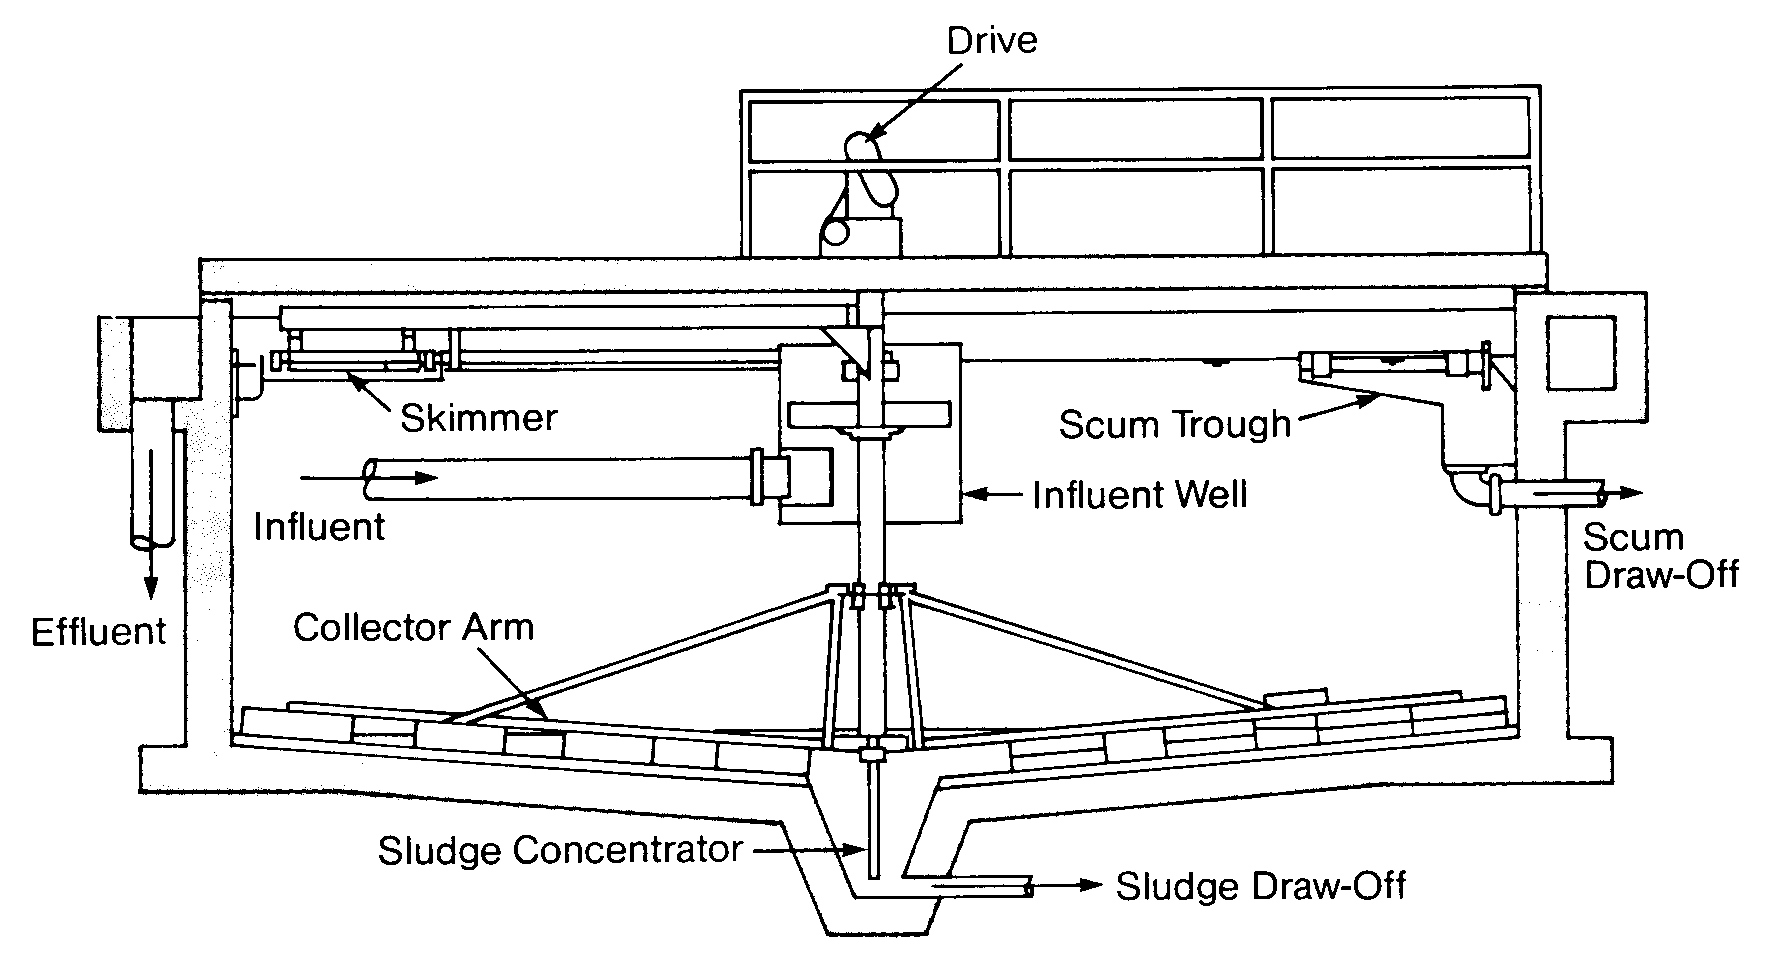 Drive
Skimmer
Scum Trough
Influent Well
Influent
Scum
Draw-Off
Effluent
Collector Arm
Sludge Concentrator
Sludge Draw-Off